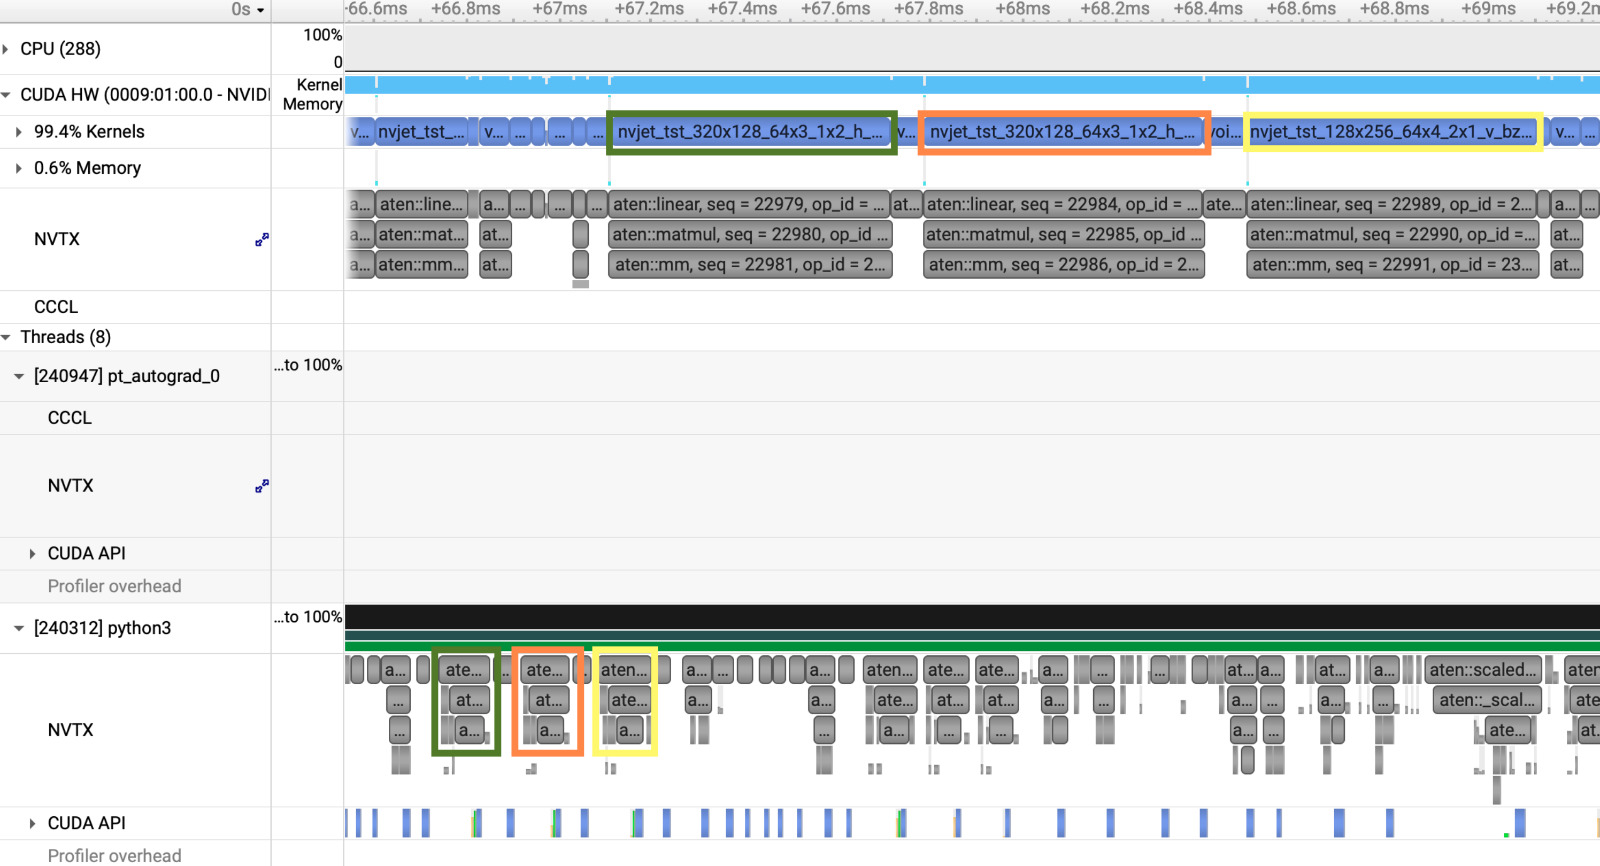 0s ▾ 66.6ms +66.8ms +67ms +67.2ms +67.4ms +67.6ms +67.8ms +68ms +68.2ms +68.4ms +68.6ms +68.8ms +69ms +69.2m
CPU (288) 100%
0
CUDA HW (0009:01:00.0 - NVIDI Kernel
Memory
99.4% Kernels v... nvjet_tst_... v... ... ... ... nvjet_tst_320x128_64x3_1x2_h_... v... nvjet_tst_320x128_64x3_1x2_h_... voi... nvjet_tst_128x256_64x4_2x1_v_bz... v... ...
0.6% Memory
a... aten::line... a... ... ... ... aten::linear, seq = 22979, op_id = ... at... aten::linear, seq = 22984, op_id = ... ate... aten::linear, seq = 22989, op_id = 2... a... ...
NVTX a... aten::mat... at... aten::matmul, seq = 22980, op_id ... aten::matmul, seq = 22985, op_id ... aten::matmul, seq = 22990, op_id =... at...
a... aten::mm... at... aten::mm, seq = 22981, op_id = 2... aten::mm, seq = 22986, op_id = 2... aten::mm, seq = 22991, op_id = 23... at...
CCCL
Threads (8)
[240947] pt_autograd_0 ...to 100%
CCCL
NVTX
CUDA API
Profiler overhead
[240312] python3 ...to 100%
a... ate... ... ate... aten... a... ... a... aten... ate... ate... a... ... ... at... a... at... a... aten::scaled... aten
... at... at... ate... a... a... ate... at... at... ... a... ... a... ... aten::_scal... ate
NVTX ... a... a... a... ... a... ... ... a... ... ate... at.
CUDA API
Profiler overhead